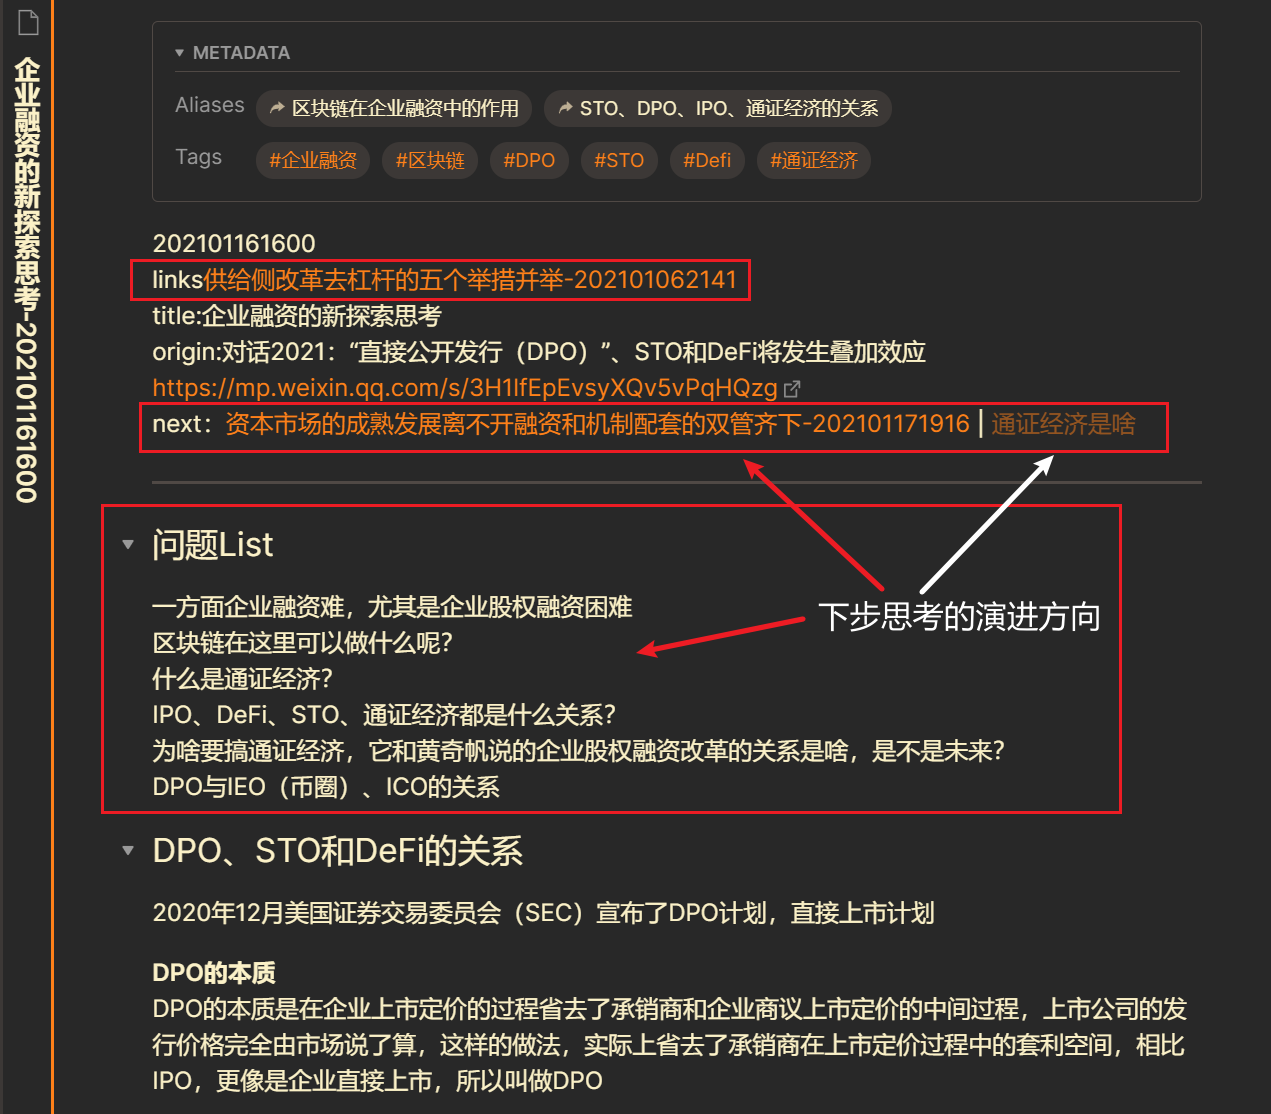 企业融资的新探索思考-202101161600
METADATA
Aliases 区块链在企业融资中的作用 STO、DPO、IPO、通证经济的关系
Tags #企业融资 #区块链 #DPO #STO #Defi #通证经济
202101161600
links供给侧改革去杠杆的五个举措并举-202101062141
title:企业融资的新探索思考
origin:对话2021：“直接公开发行（DPO）”、STO和DeFi将发生叠加效应
https://mp.weixin.qq.com/s/3H1lfEpEvsyXQv5vPqHQzg
next：资本市场的成熟发展离不开融资和机制配套的双管齐下-202101171916 | 通证经济是啥
问题List
一方面企业融资难，尤其是企业股权融资困难
下步思考的演进方向
区块链在这里可以做什么呢？
什么是通证经济？
IPO、DeFi、STO、通证经济都是什么关系？
为啥要搞通证经济，它和黄奇帆说的企业股权融资改革的关系是啥，是不是未来？
DPO与IEO（币圈）、ICO的关系
DPO、STO和DeFi的关系
2020年12月美国证券交易委员会（SEC）宣布了DPO计划，直接上市计划
DPO的本质
DPO的本质是在企业上市定价的过程省去了承销商和企业商议上市定价的中间过程，上市公司的发
行价格完全由市场说了算，这样的做法，实际上省去了承销商在上市定价过程中的套利空间，相比
IPO，更像是企业直接上市，所以叫做DPO